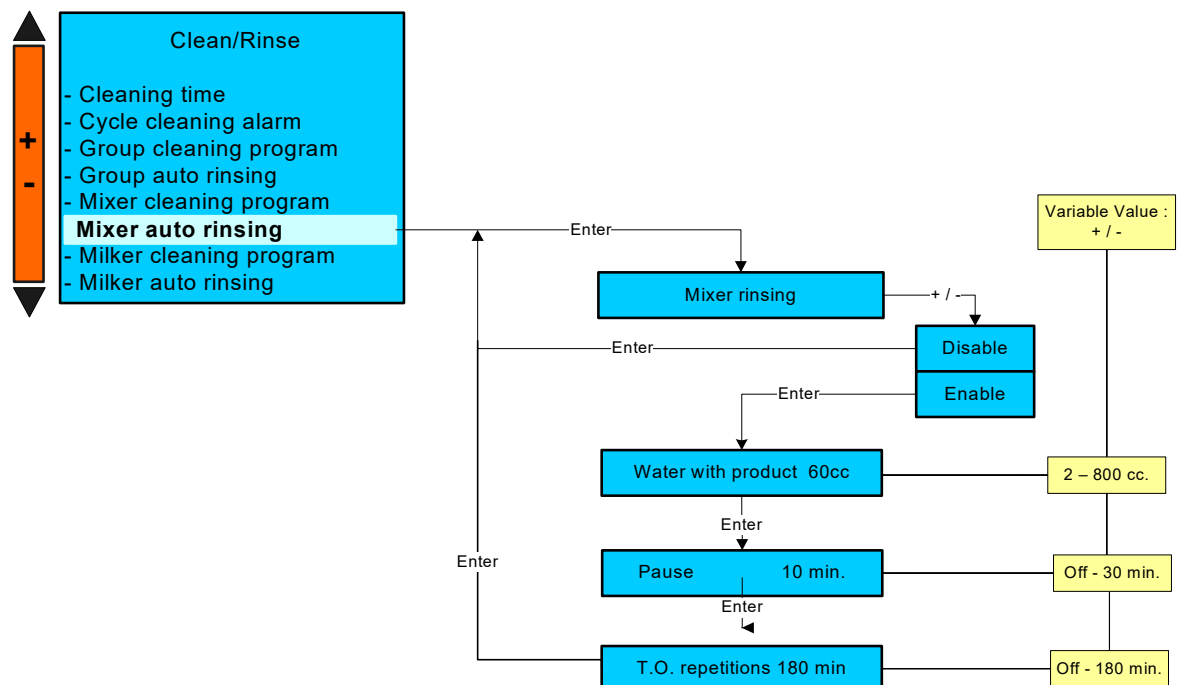 Clean/Rinse
- Cleaning time
- Cycle cleaning alarm
- Group cleaning program
- Group auto rinsing
- Mixer cleaning program
Mixer auto rinsing
- Milker cleaning program
- Milker auto rinsing
+
-
Enter
Variable Value :
+ / -
Mixer rinsing
+ / -
Enter
Disable
Enter
Enable
Water with product 60cc
2 – 800 cc.
Enter
Enter
Pause 10 min.
Off - 30 min.
Enter
T.O. repetitions 180 min
Off - 180 min.